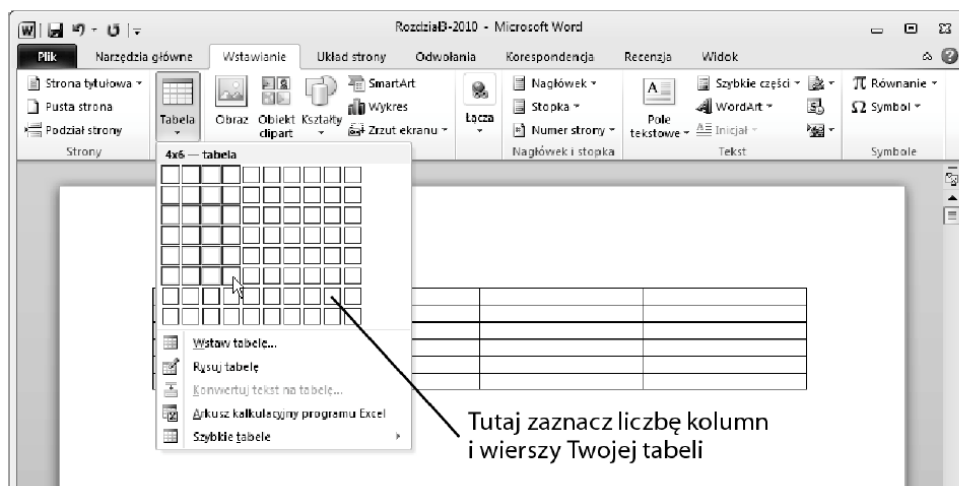 Rozdział3-2010 - Microsoft Word
Plik Narzędzia główne Wstawianie Układ strony Odwołania Korespondencja Recenzja Widok
Strona tytułowa
Pusta strona
Podział strony
Strony
Tabela
Obraz
Obiekt clipart
Kształty
SmartArt
Wykres
Zrzut ekranu
Łącza
Nagłówek
Stopka
Numer strony
Nagłówek i stopka
Pole tekstowe
Szybkie części
WordArt
Inicjał
Tekst
Równanie
Symbol
Symbole
4x6 — tabela
Wstaw tabelę...
Rysuj tabelę
Konwertuj tekst na tabelę...
Arkusz kalkulacyjny programu Excel
Szybkie tabele
Tutaj zaznacz liczbę kolumn
i wierszy Twojej tabeli